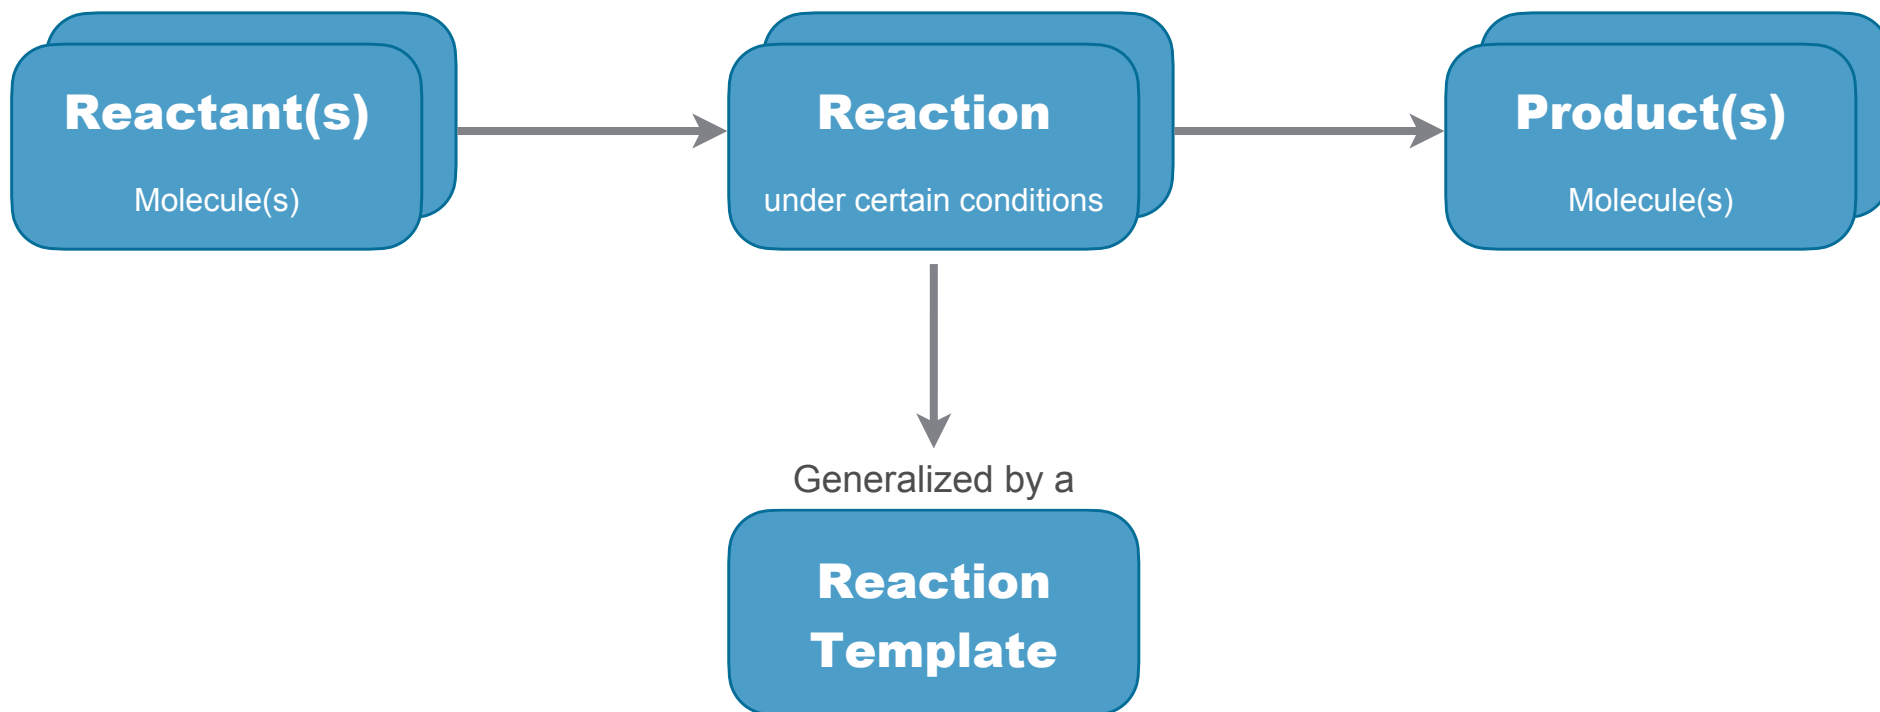 Reactant(s)
Molecule(s)
Reaction
under certain conditions
Product(s)
Molecule(s)
Generalized by a
Reaction
Template